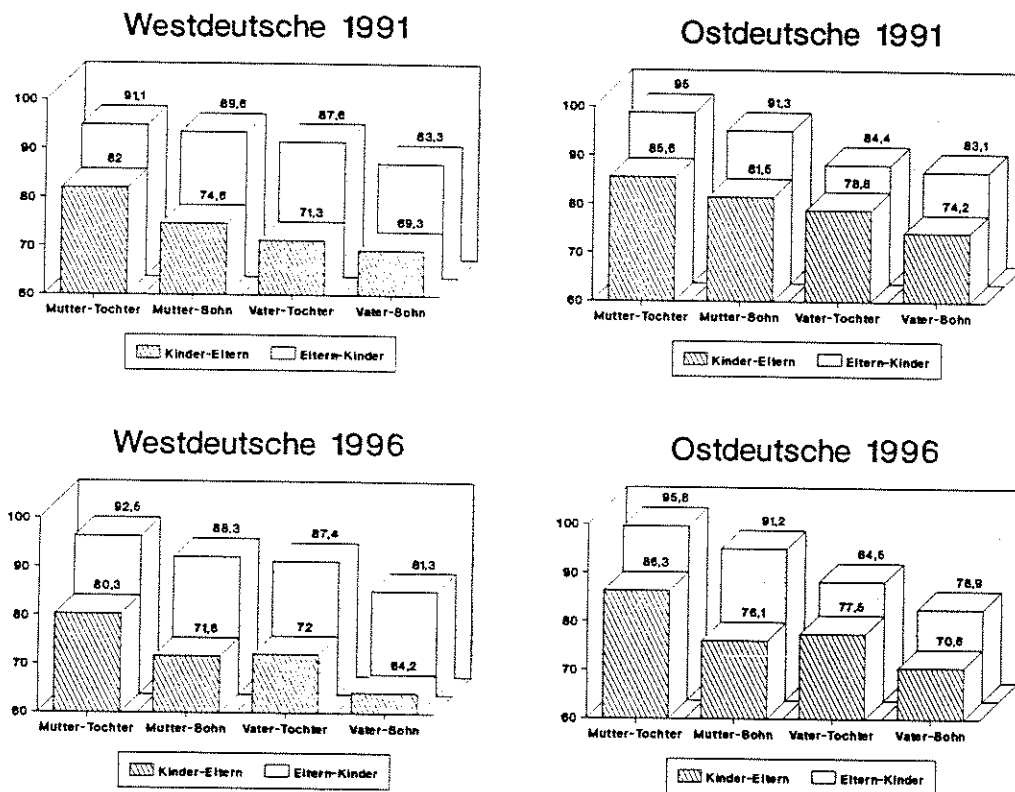 Westdeutsche 1991
100
90
80
70
60
91,1 89,6 87,6 83,3
82 74,6 71,3 69,3
Mutter-Tochter Mutter-Sohn Vater-Tochter Vater-Sohn
Kinder-Eltern Eltern-Kinder
Ostdeutsche 1991
100
90
80
70
60
95 91,3 84,4 83,1
85,6 81,5 78,8 74,2
Mutter-Tochter Mutter-Sohn Vater-Tochter Vater-Sohn
Kinder-Eltern Eltern-Kinder
Westdeutsche 1996
100
90
80
70
60
92,5 88,3 87,4 81,3
80,3 71,6 72 64,2
Mutter-Tochter Mutter-Sohn Vater-Tochter Vater-Sohn
Kinder-Eltern Eltern-Kinder
Ostdeutsche 1996
100
90
80
70
60
95,8 91,2 84,5 78,9
86,3 76,1 77,5 70,6
Mutter-Tochter Mutter-Sohn Vater-Tochter Vater-Sohn
Kinder-Eltern Eltern-Kinder